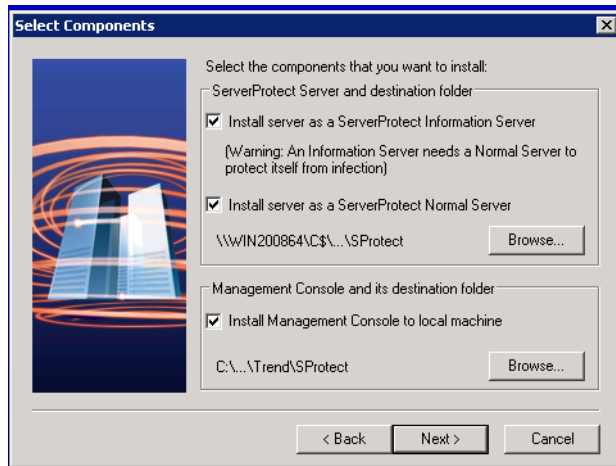 Select Components
Select the components that you want to install:
ServerProtect Server and destination folder
Install server as a ServerProtect Information Server
(Warning: An Information Server needs a Normal Server to
protect itself from infection)
Install server as a ServerProtect Normal Server
\\WIN200864\C$\...\SProtect
Browse...
Management Console and its destination folder
Install Management Console to local machine
C:\...\Trend\SProtect
Browse...
< Back
Next >
Cancel